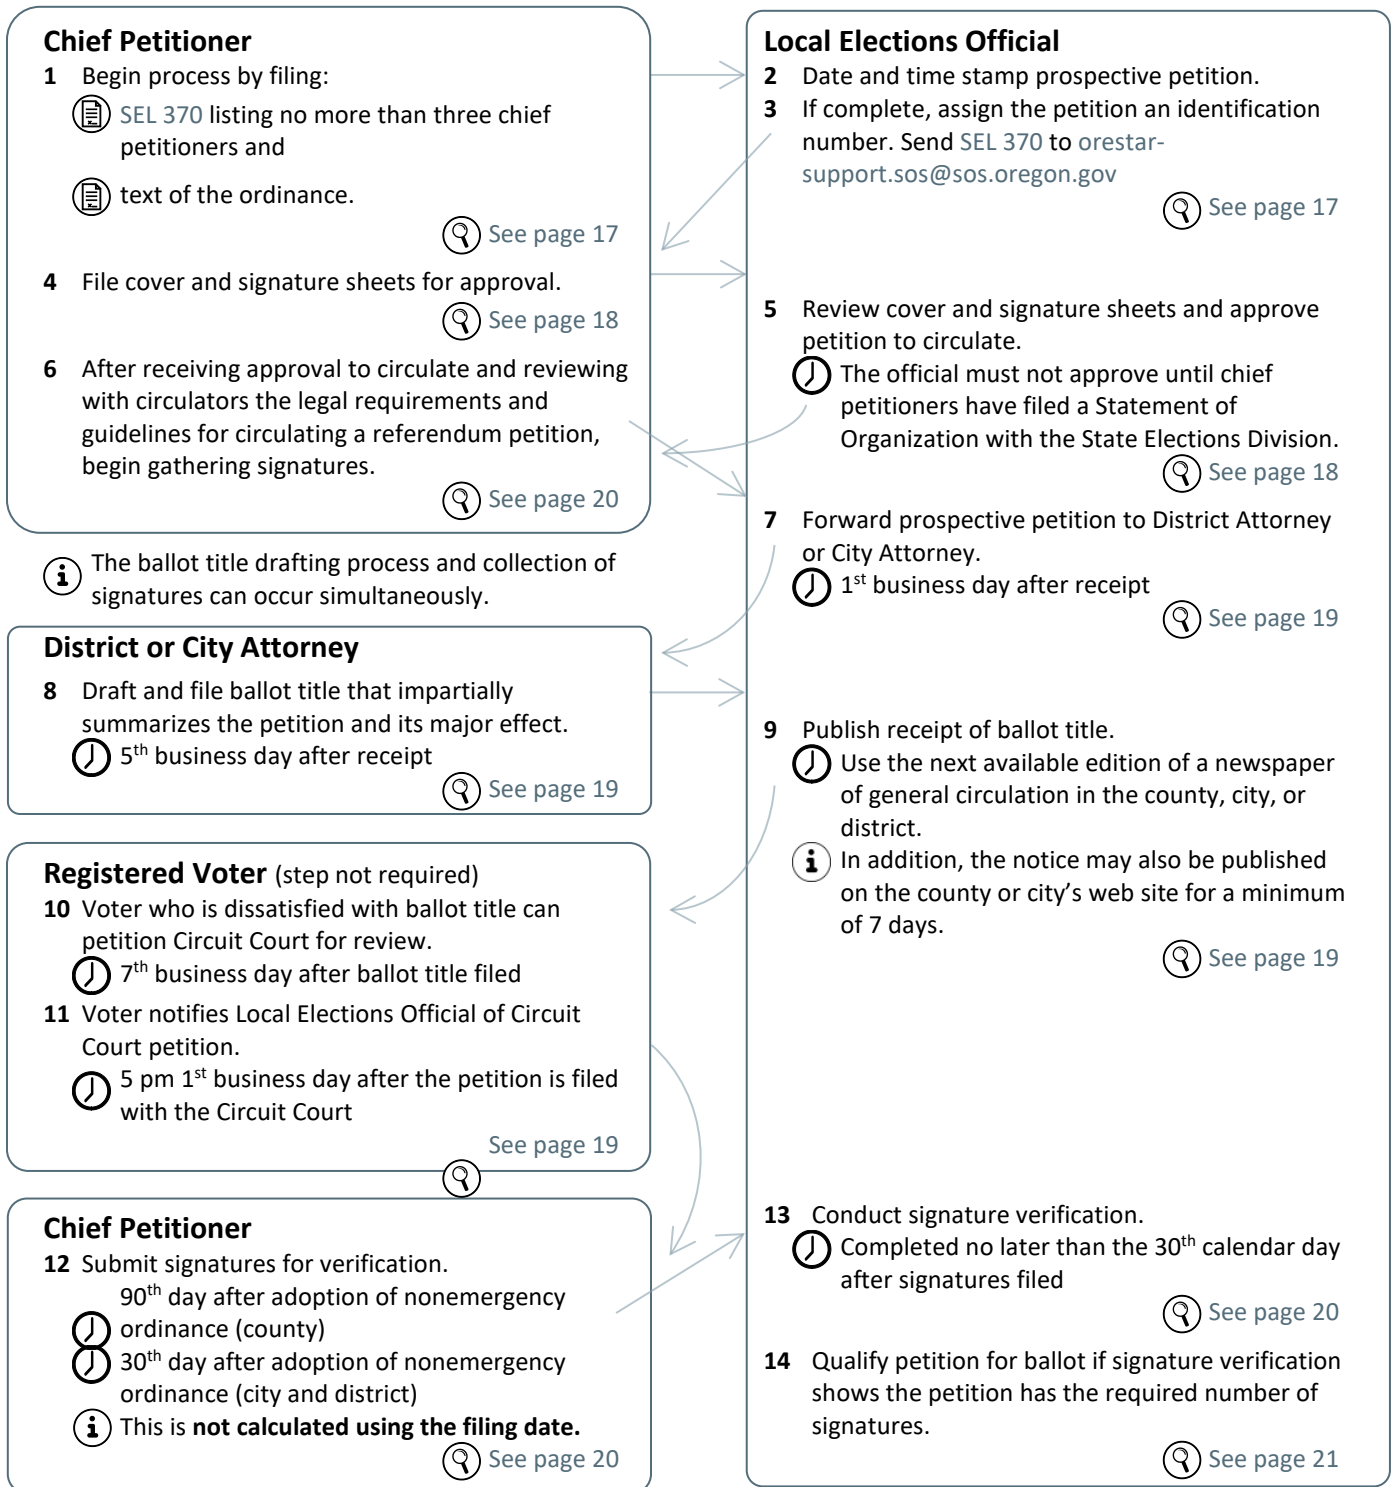 Chief Petitioner
1 Begin process by filing:
SEL 370 listing no more than three chief
petitioners and
text of the ordinance.
See page 17
4 File cover and signature sheets for approval.
See page 18
6 After receiving approval to circulate and reviewing
with circulators the legal requirements and
guidelines for circulating a referendum petition,
begin gathering signatures.
See page 20
The ballot title drafting process and collection of
signatures can occur simultaneously.
District or City Attorney
8 Draft and file ballot title that impartially
summarizes the petition and its major effect.
5th business day after receipt
See page 19
Registered Voter (step not required)
10 Voter who is dissatisfied with ballot title can
petition Circuit Court for review.
7th business day after ballot title filed
11 Voter notifies Local Elections Official of Circuit
Court petition.
5 pm 1st business day after the petition is filed
with the Circuit Court
See page 19
Chief Petitioner
12 Submit signatures for verification.
90th day after adoption of nonemergency
ordinance (county)
30th day after adoption of nonemergency
ordinance (city and district)
This is not calculated using the filing date.
See page 20
Local Elections Official
2 Date and time stamp prospective petition.
3 If complete, assign the petition an identification
number. Send SEL 370 to orestar-
support.sos@sos.oregon.gov
See page 17
5 Review cover and signature sheets and approve
petition to circulate.
The official must not approve until chief
petitioners have filed a Statement of
Organization with the State Elections Division.
See page 18
7 Forward prospective petition to District Attorney
or City Attorney.
1st business day after receipt
See page 19
9 Publish receipt of ballot title.
Use the next available edition of a newspaper
of general circulation in the county, city, or
district.
In addition, the notice may also be published
on the county or city's web site for a minimum
of 7 days.
See page 19
13 Conduct signature verification.
Completed no later than the 30th calendar day
after signatures filed
See page 20
14 Qualify petition for ballot if signature verification
shows the petition has the required number of
signatures.
See page 21